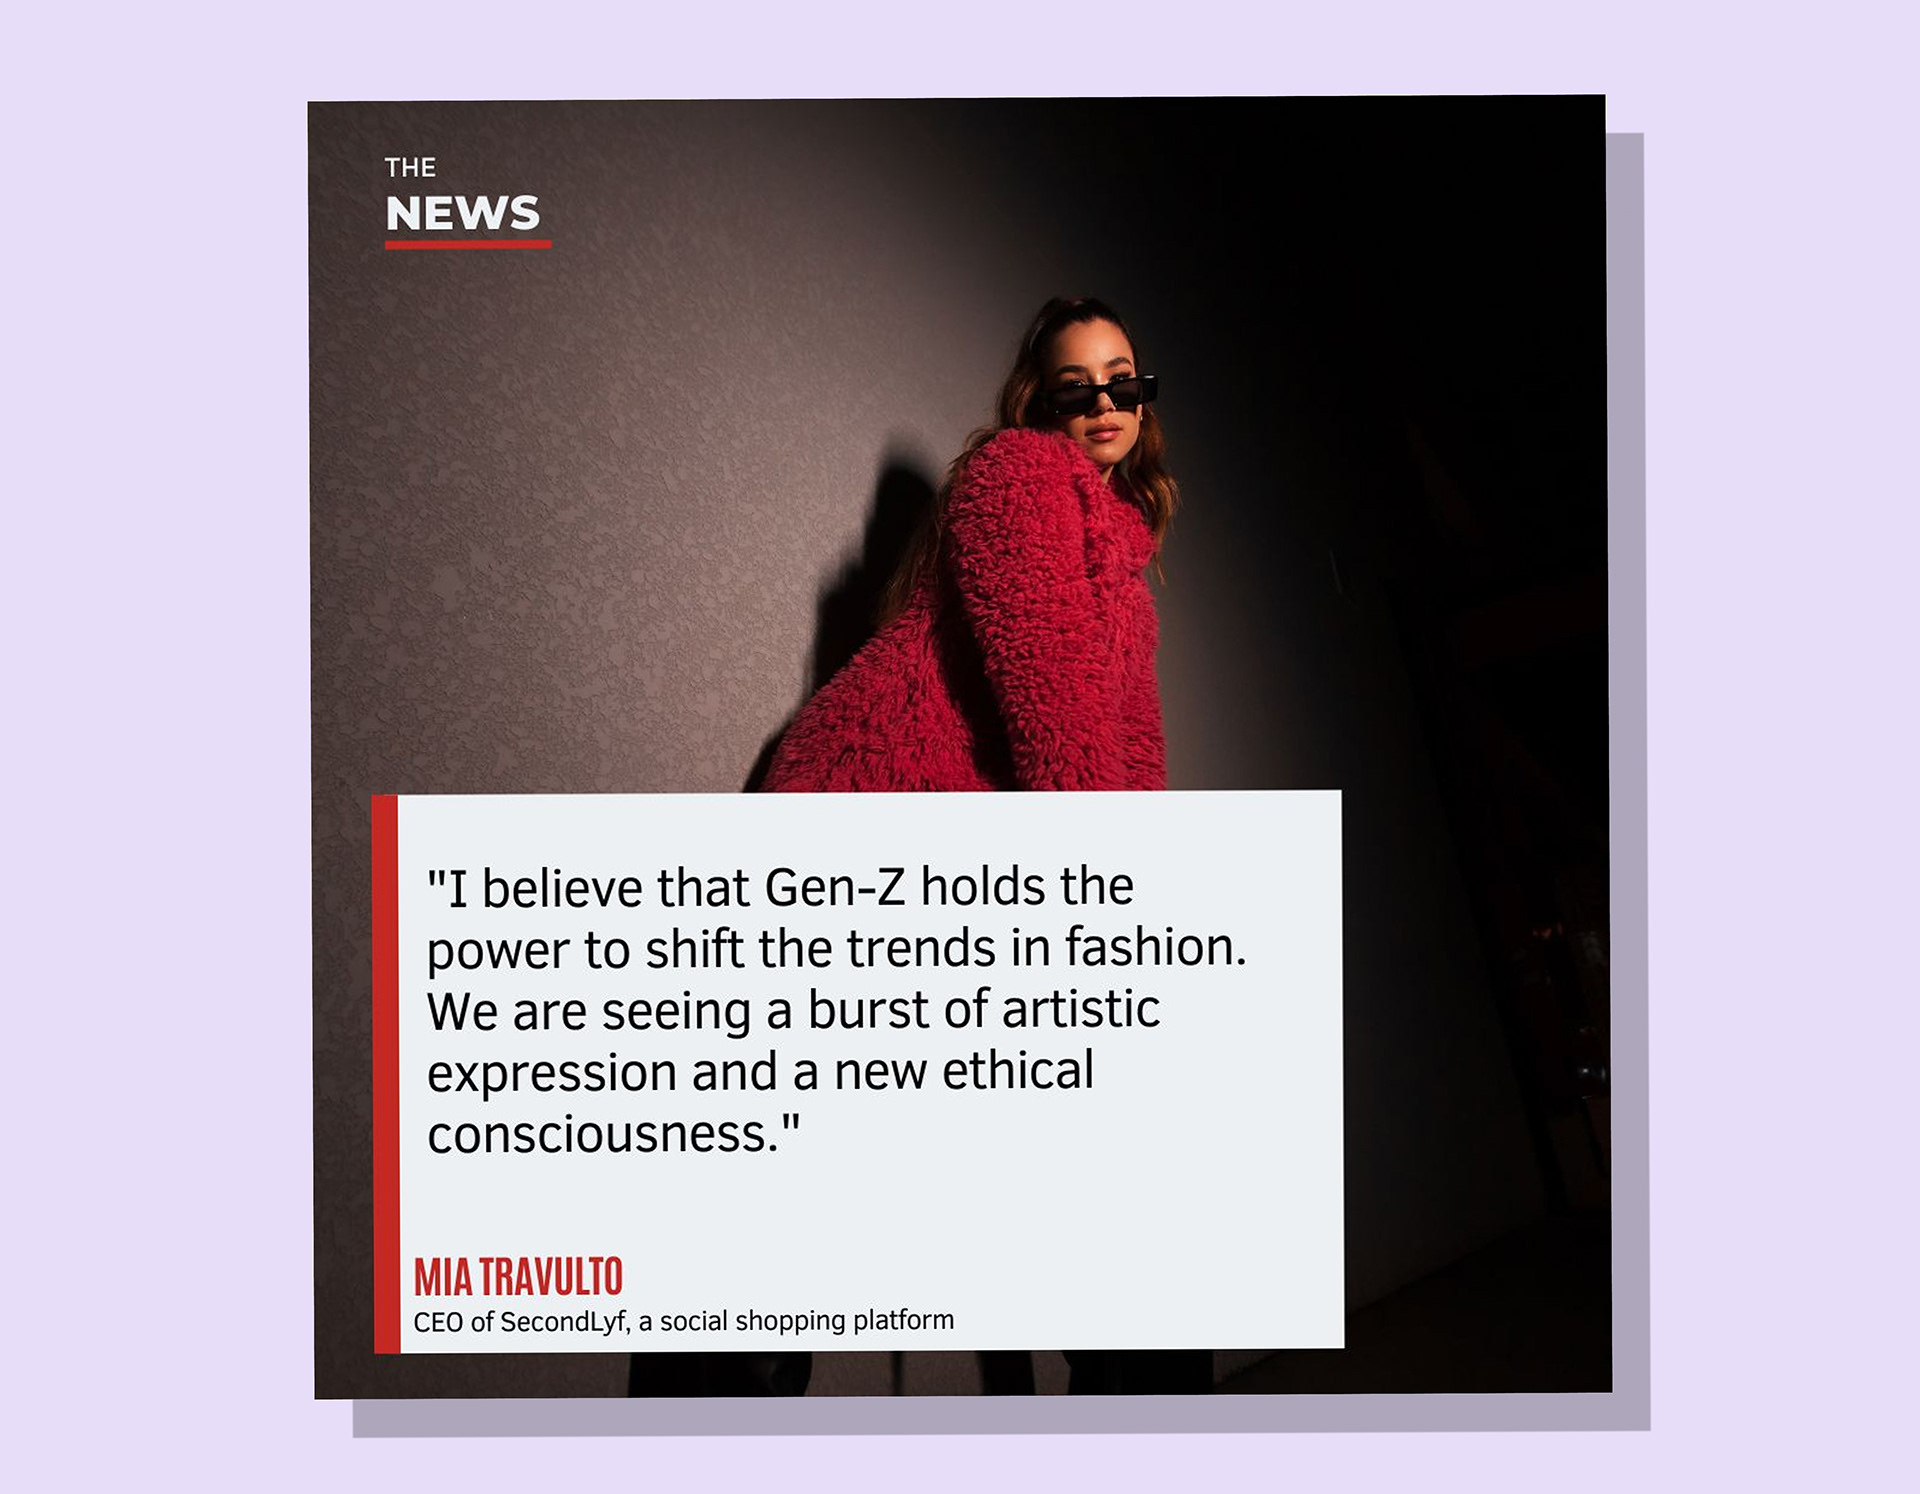 THE
NEWS
"I believe that Gen-Z holds the
power to shift the trends in fashion.
We are seeing a burst of artistic
expression and a new ethical
consciousness."
MIA TRAVULTO
CEO of SecondLyf, a social shopping platform